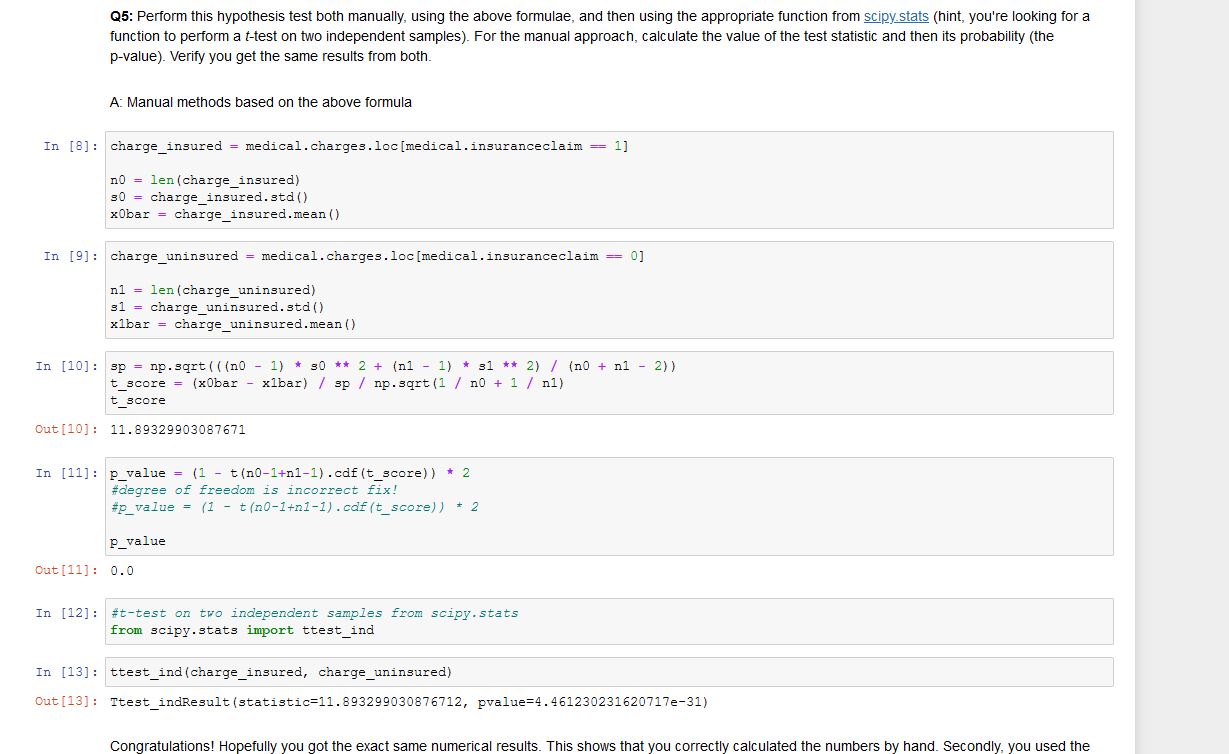 Q5: Perform this hypothesis test both manually, using the above formulae, and then using the appropriate function from scipy.stats (hint, you're looking for a
function to perform a t-test on two independent samples). For the manual approach, calculate the value of the test statistic and then its probability (the
p-value). Verify you get the same results from both.
A: Manual methods based on the above formula
In [8]: charge_insured = medical.charges.loc[medical.insuranceclaim == 1]
n0 = len(charge_insured)
s0 = charge_insured.std()
x0bar = charge_insured.mean()
In [9]: charge_uninsured = medical.charges.loc[medical.insuranceclaim == 0]
n1 = len(charge_uninsured)
s1 = charge_uninsured.std()
x1bar = charge_uninsured.mean()
In [10]: sp = np.sqrt(((n0 - 1) * s0 ** 2 + (n1 - 1) * s1 ** 2) / (n0 + n1 - 2))
t_score = (x0bar - x1bar) / sp / np.sqrt(1 / n0 + 1 / n1)
t_score
Out[10]: 11.89329903087671
In [11]: p_value = (1 - t(n0-1+n1-1).cdf(t_score)) * 2
#degree of freedom is incorrect fix!
#p_value = (1 - t(n0-1+n1-1).cdf(t_score)) * 2
p_value
Out[11]: 0.0
In [12]: #t-test on two independent samples from scipy.stats
from scipy.stats import ttest_ind
In [13]: ttest_ind(charge_insured, charge_uninsured)
Out[13]: Ttest_indResult(statistic=11.893299030876712, pvalue=4.461230231620717e-31)
Congratulations! Hopefully you got the exact same numerical results. This shows that you correctly calculated the numbers by hand. Secondly, you used the